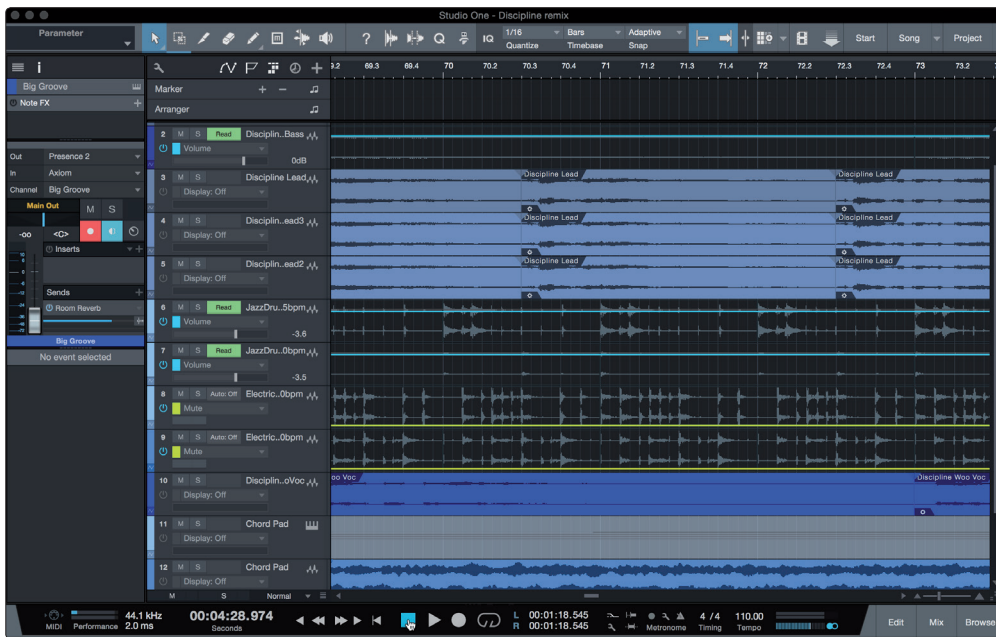 Studio One - Discipline remix
Parameter
1/16 Bars Adaptive
IQ Quantize Timebase Snap
Start Song Project
Big Groove
Note FX
Out Presence 2
In Axiom
Channel Big Groove
Main Out M S
-oo <C>
Inserts
Sends
Room Reverb
Big Groove
No event selected
9.2 69.3 69.4 70 70.2 70.3 70.4 71 71.2 71.3 71.4 72 72.2 72.3 72.4 73 73.2
Marker
Arranger
2 M S Read Disciplin..Bass
Volume
0dB
3 M S Discipline Lead
Display: Off
Discipline Lead Discipline Lead
4 M S Disciplin..ead3
Display: Off
Discipline Lead Discipline Lead
5 M S Disciplin..ead2
Display: Off
Discipline Lead Discipline Lead
6 M S Read JazzDru..5bpm
Volume
-3.6
7 M S Read JazzDru..0bpm
Volume
-3.5
8 M S Auto: Off Electric..0bpm
Mute
9 M S Auto: Off Electric..0bpm
Mute
10 M S Disciplin..oVoc
Display: Off
oo Voc Discipline Woo Voc
11 M S Chord Pad
Display: Off
12 M S Chord Pad
Display: Off
M S Normal
MIDI Performance
44.1 kHz
2.0 ms
00:04:28.974
Seconds
L 00:01:18.545
R 00:01:18.545
Metronome
4 / 4
Timing
110.00
Tempo
Edit Mix Browse